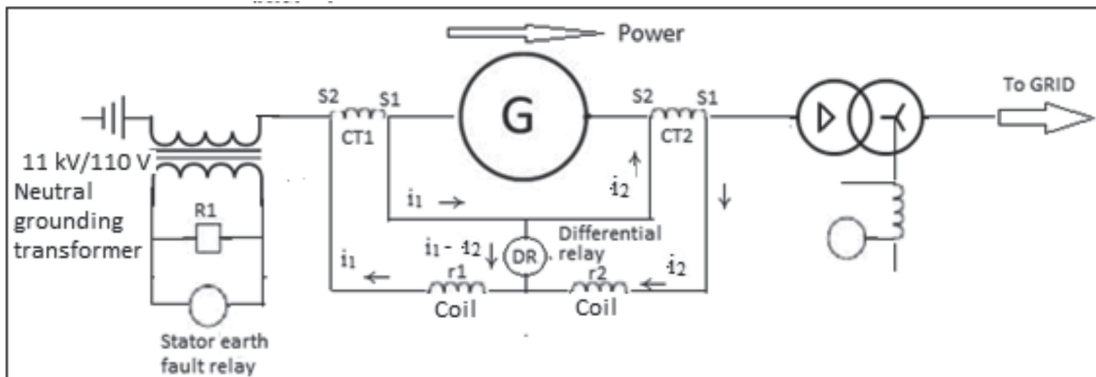 Power
To GRID
S2
S1
CT1
G
S2
S1
CT2
11 kV/110 V
Neutral
grounding
transformer
R1
Stator earth
fault relay
i₁
i₂
i₁ - i₂
DR
Differential
relay
i₁
r1
Coil
r2
Coil
i₂